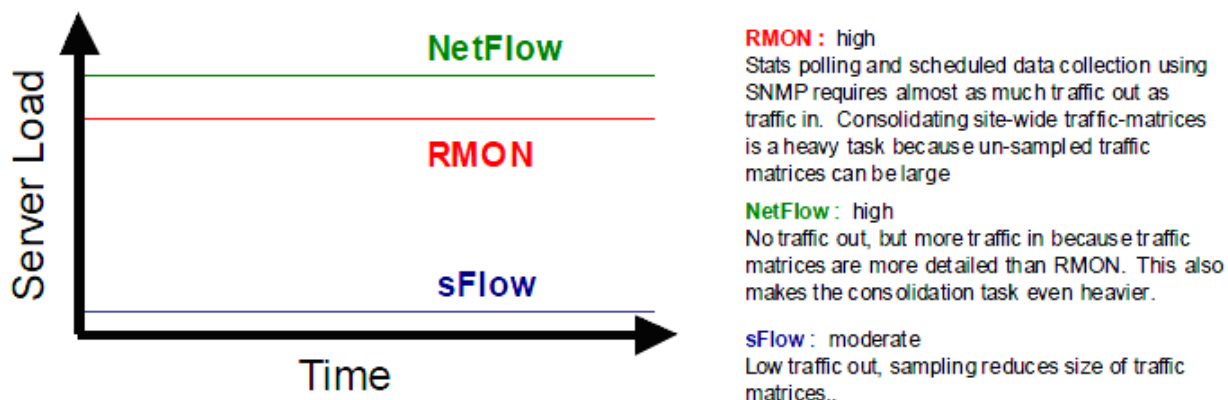 NetFlow
RMON
sFlow
Server Load
Time
RMON : high
Stats polling and scheduled data collection using
SNMP requires almost as much traffic out as
traffic in. Consolidating site-wide traffic-matrices
is a heavy task because un-sampled traffic
matrices can be large
NetFlow : high
No traffic out, but more traffic in because traffic
matrices are more detailed than RMON. This also
makes the consolidation task even heavier.
sFlow : moderate
Low traffic out, sampling reduces size of traffic
matrices..